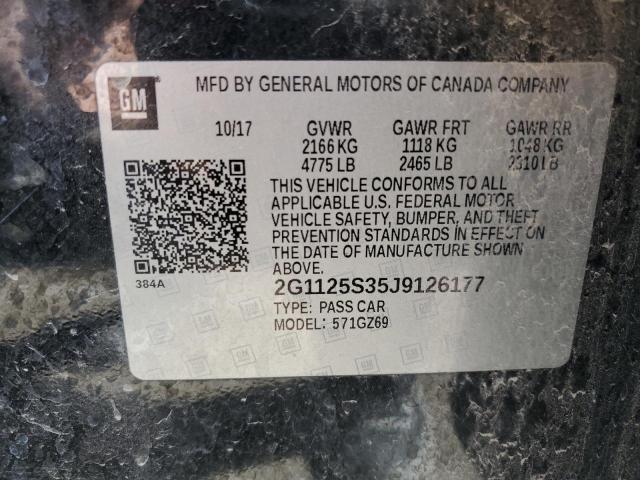 GM
MFD BY GENERAL MOTORS OF CANADA COMPANY
10/17 GVWR GAWR FRT GAWR RR
2166 KG 1118 KG 1048 KG
4775 LB 2465 LB 2310 LB
THIS VEHICLE CONFORMS TO ALL
APPLICABLE U.S. FEDERAL MOTOR
VEHICLE SAFETY, BUMPER, AND THEFT
PREVENTION STANDARDS IN EFFECT ON
THE DATE OF MANUFACTURE SHOWN
ABOVE.
384A
2G1125S35J9126177
TYPE: PASS CAR
MODEL: 571GZ69